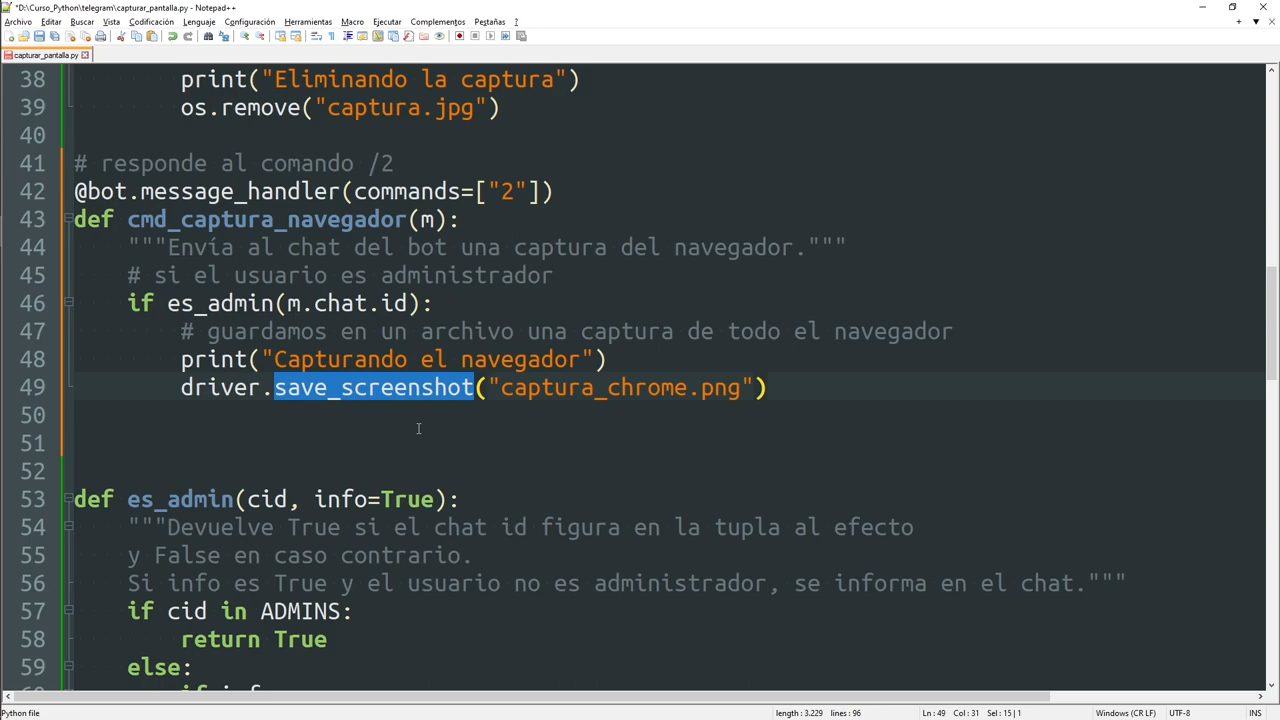 *D:\Curso_Python\telegram\capturar_pantalla.py - Notepad++
Archivo Editar Buscar Vista Codificación Lenguaje Configuración Herramientas Macro Ejecutar Complementos Pestañas ?
capturar_pantalla.py
38 print("Eliminando la captura")
39 os.remove("captura.jpg")
40
41 # responde al comando /2
42 @bot.message_handler(commands=["2"])
43 def cmd_captura_navegador(m):
44 """Envía al chat del bot una captura del navegador."""
45 # si el usuario es administrador
46 if es_admin(m.chat.id):
47 # guardamos en un archivo una captura de todo el navegador
48 print("Capturando el navegador")
49 driver.save_screenshot("captura_chrome.png")
50
51
52
53 def es_admin(cid, info=True):
54 """Devuelve True si el chat id figura en la tupla al efecto
55 y False en caso contrario.
56 Si info es True y el usuario no es administrador, se informa en el chat."""
57 if cid in ADMINS:
58 return True
59 else:
Python file length : 3.229 lines : 96 Ln : 49 Col : 31 Sel : 15 | 1 Windows (CR LF) UTF-8 INS